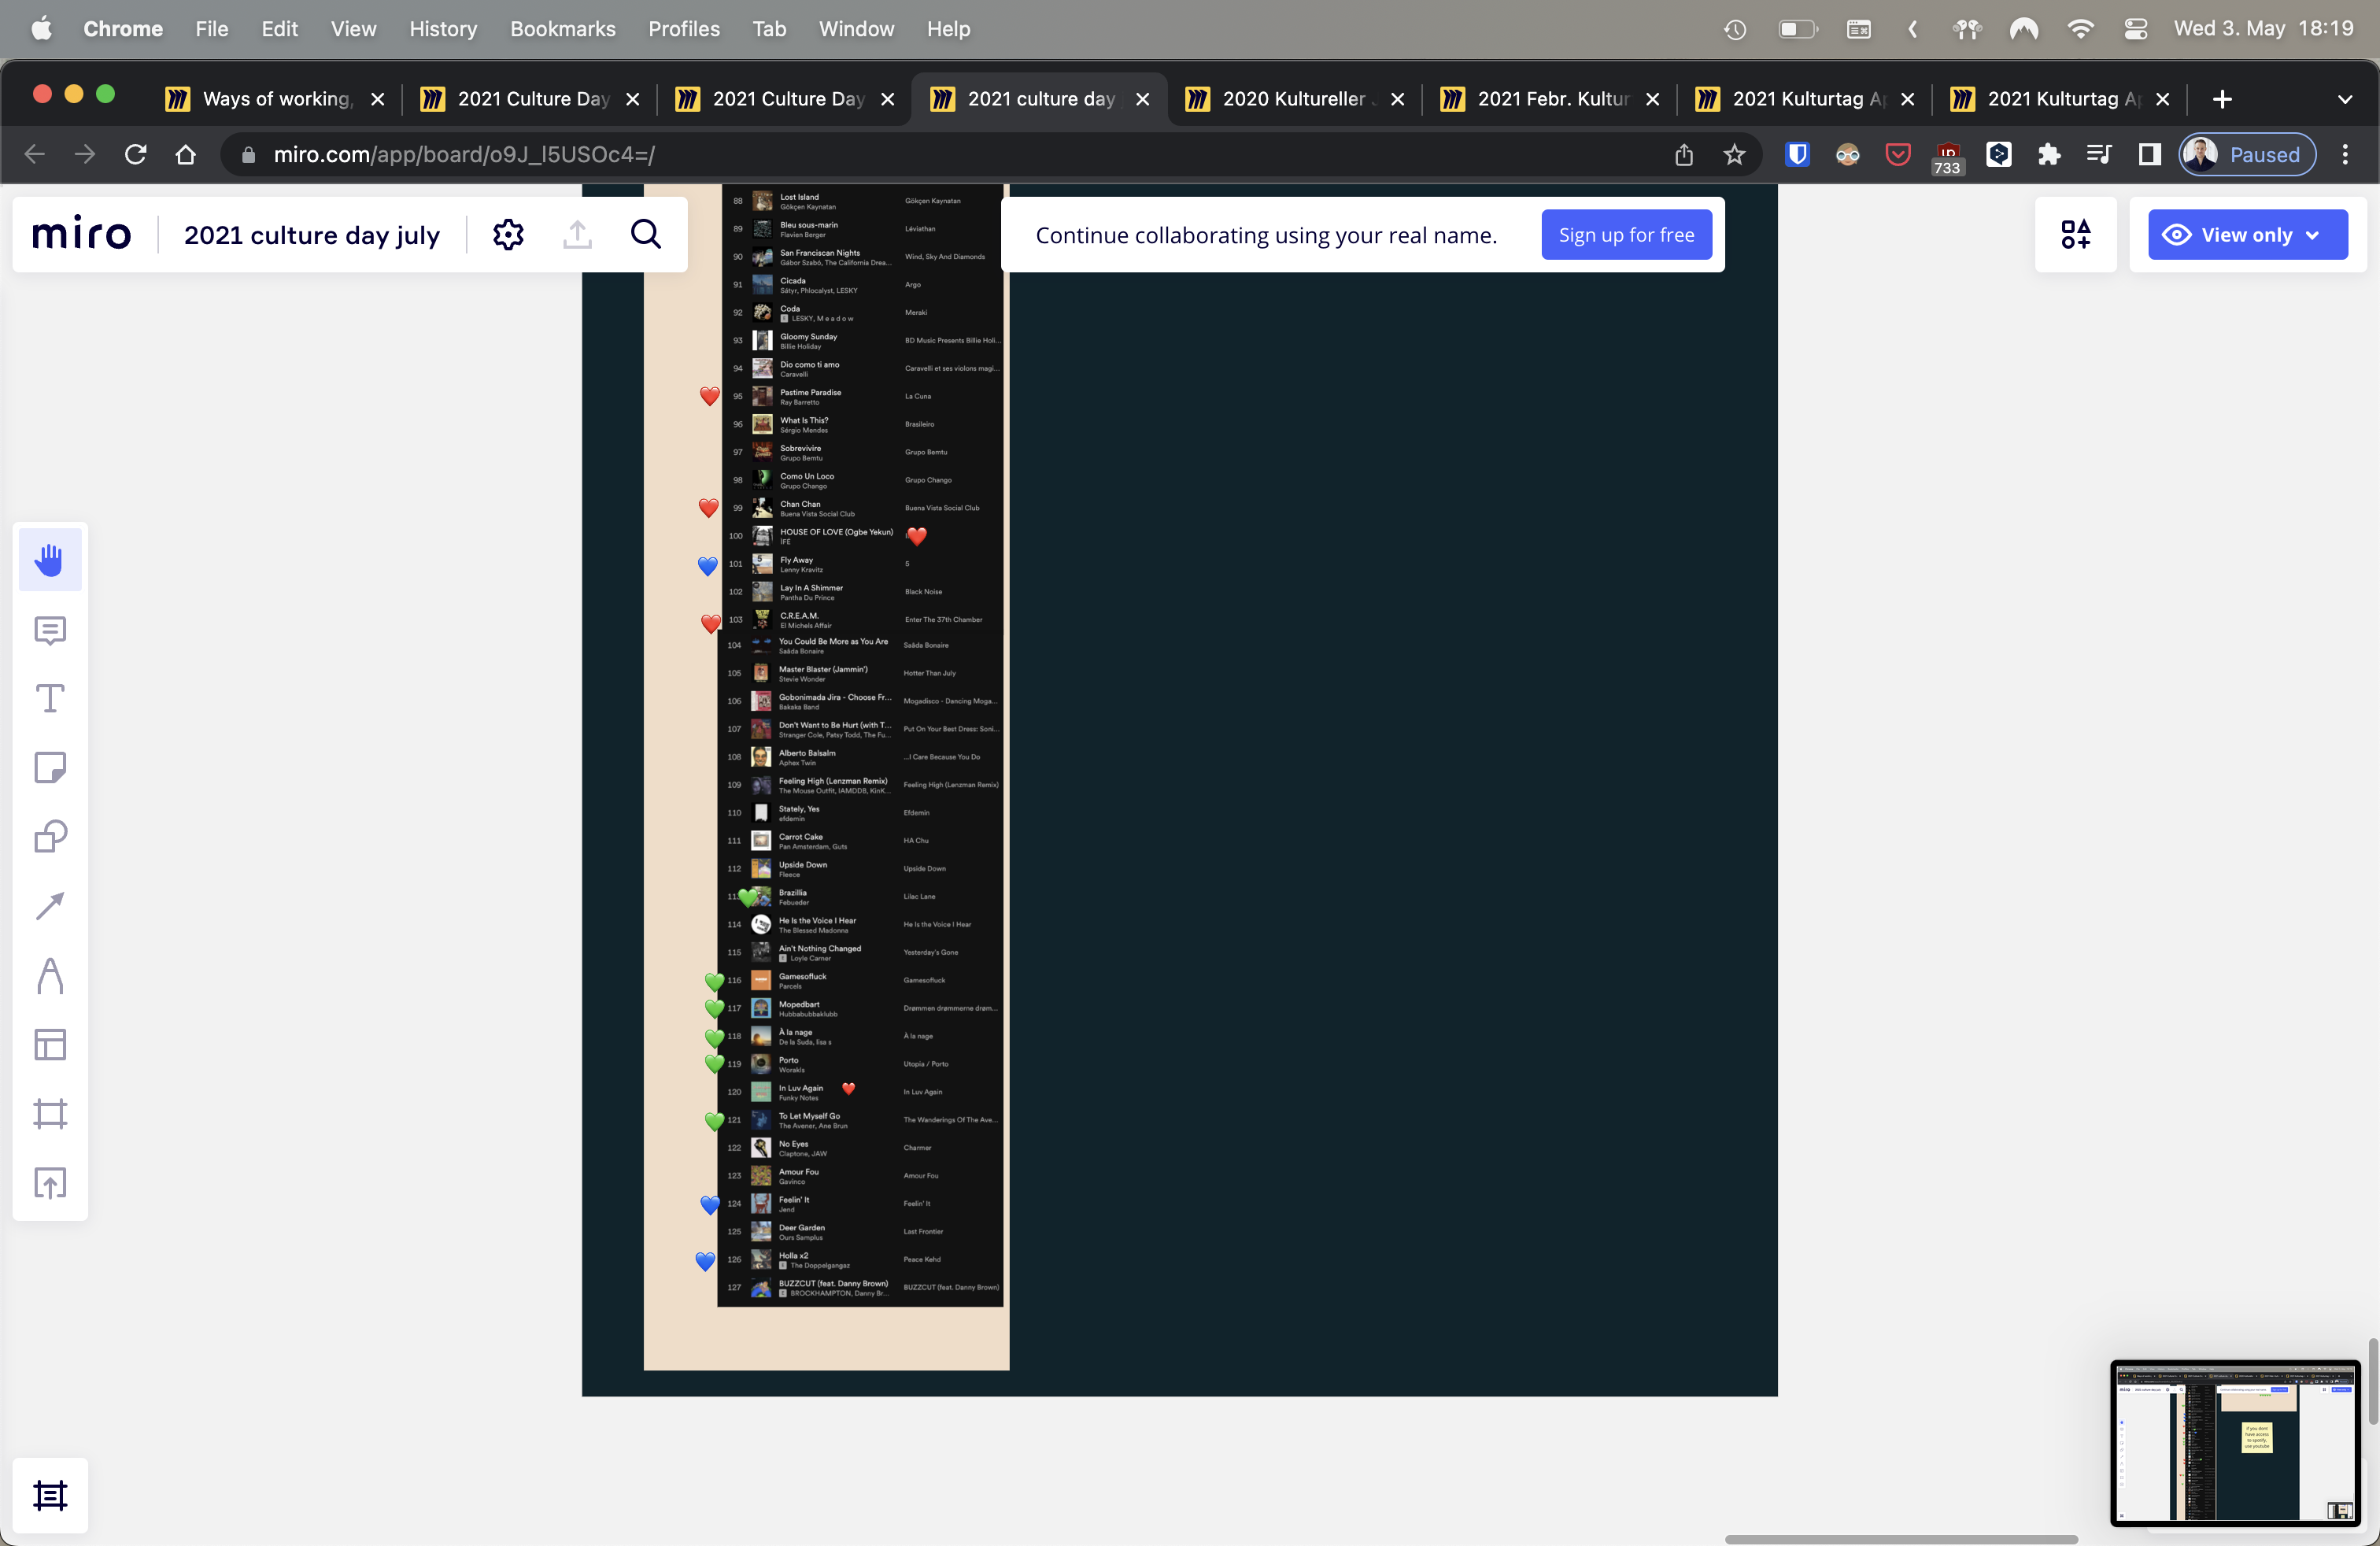 Chrome File Edit View History Bookmarks Profiles Tab Window Help Wed 3. May 18:19
Ways of working, 2021 Culture Day 2021 Culture Day 2021 culture day 2020 Kultureller 2021 Febr. Kultur 2021 Kulturtag 2021 Kulturtag
miro.com/app/board/o9J_l5USOc4=/ 733 Paused
miro 2021 culture day july
Continue collaborating using your real name. Sign up for free
View only
88 Lost Island Gökçen Kaynatan
Gökçen Kaynatan
89 Bleu sous-marin Léviathan
Flavien Berger
90 San Franciscan Nights Wind, Sky And Diamonds
Gábor Szabó, The California Drea...
91 Cicada Argo
Sátyr, Phlocalyst, LESKY
92 Coda Meraki
E LESKY, M e a d o w
93 Gloomy Sunday BD Music Presents Billie Holi...
Billie Holiday
94 Dio como ti amo Caravelli et ses violons magi...
Caravelli
95 Pastime Paradise La Cuna
Ray Barretto
96 What Is This? Brasileiro
Sérgio Mendes
97 Sobrevivire Grupo Bemtu
Grupo Bemtu
98 Como Un Loco Grupo Chango
Grupo Chango
99 Chan Chan Buena Vista Social Club
Buena Vista Social Club
100 HOUSE OF LOVE (Ogbe Yekun)
ÌFÉ
101 Fly Away 5
Lenny Kravitz
102 Lay In A Shimmer Black Noise
Pantha Du Prince
103 C.R.E.A.M. Enter The 37th Chamber
El Michels Affair
104 You Could Be More as You Are Saâda Bonaire
Saâda Bonaire
105 Master Blaster (Jammin') Hotter Than July
Stevie Wonder
106 Gobonimada Jira - Choose Fr... Mogadisco - Dancing Moga...
Bakaka Band
107 Don't Want to Be Hurt (with T... Put On Your Best Dress: Soni...
Stranger Cole, Patsy Todd, The Fu...
108 Alberto Balsalm ...I Care Because You Do
Aphex Twin
109 Feeling High (Lenzman Remix) Feeling High (Lenzman Remix)
The Mouse Outfit, IAMDDB, KinK...
110 Stately, Yes Efdemin
efdemin
111 Carrot Cake HA Chu
Pan Amsterdam, Guts
112 Upside Down Upside Down
Fleece
Brazillia Lilac Lane
Febueder
114 He Is the Voice I Hear He Is the Voice I Hear
The Blessed Madonna
115 Ain't Nothing Changed Yesterday's Gone
E Loyle Carner
116 Gamesofluck Gamesofluck
Parcels
117 Mopedbart Drømmen drømmerne drøm...
Hubbabubbaklubb
118 À la nage À la nage
De la Suda, lisa s
119 Porto Utopia / Porto
Worakls
120 In Luv Again In Luv Again
Funky Notes
121 To Let Myself Go The Wanderings Of The Ave...
The Avener, Ane Brun
122 No Eyes Charmer
Claptone, JAW
123 Amour Fou Amour Fou
Gavinco
124 Feelin' It Feelin' It
Jend
125 Deer Garden Last Frontier
Ours Samplus
126 Holla x2 Peace Kehd
E The Doppelgangaz
127 BUZZCUT (feat. Danny Brown) BUZZCUT (feat. Danny Brown)
E BROCKHAMPTON, Danny Br...
if you dont
have access
to spotify,
use youtube